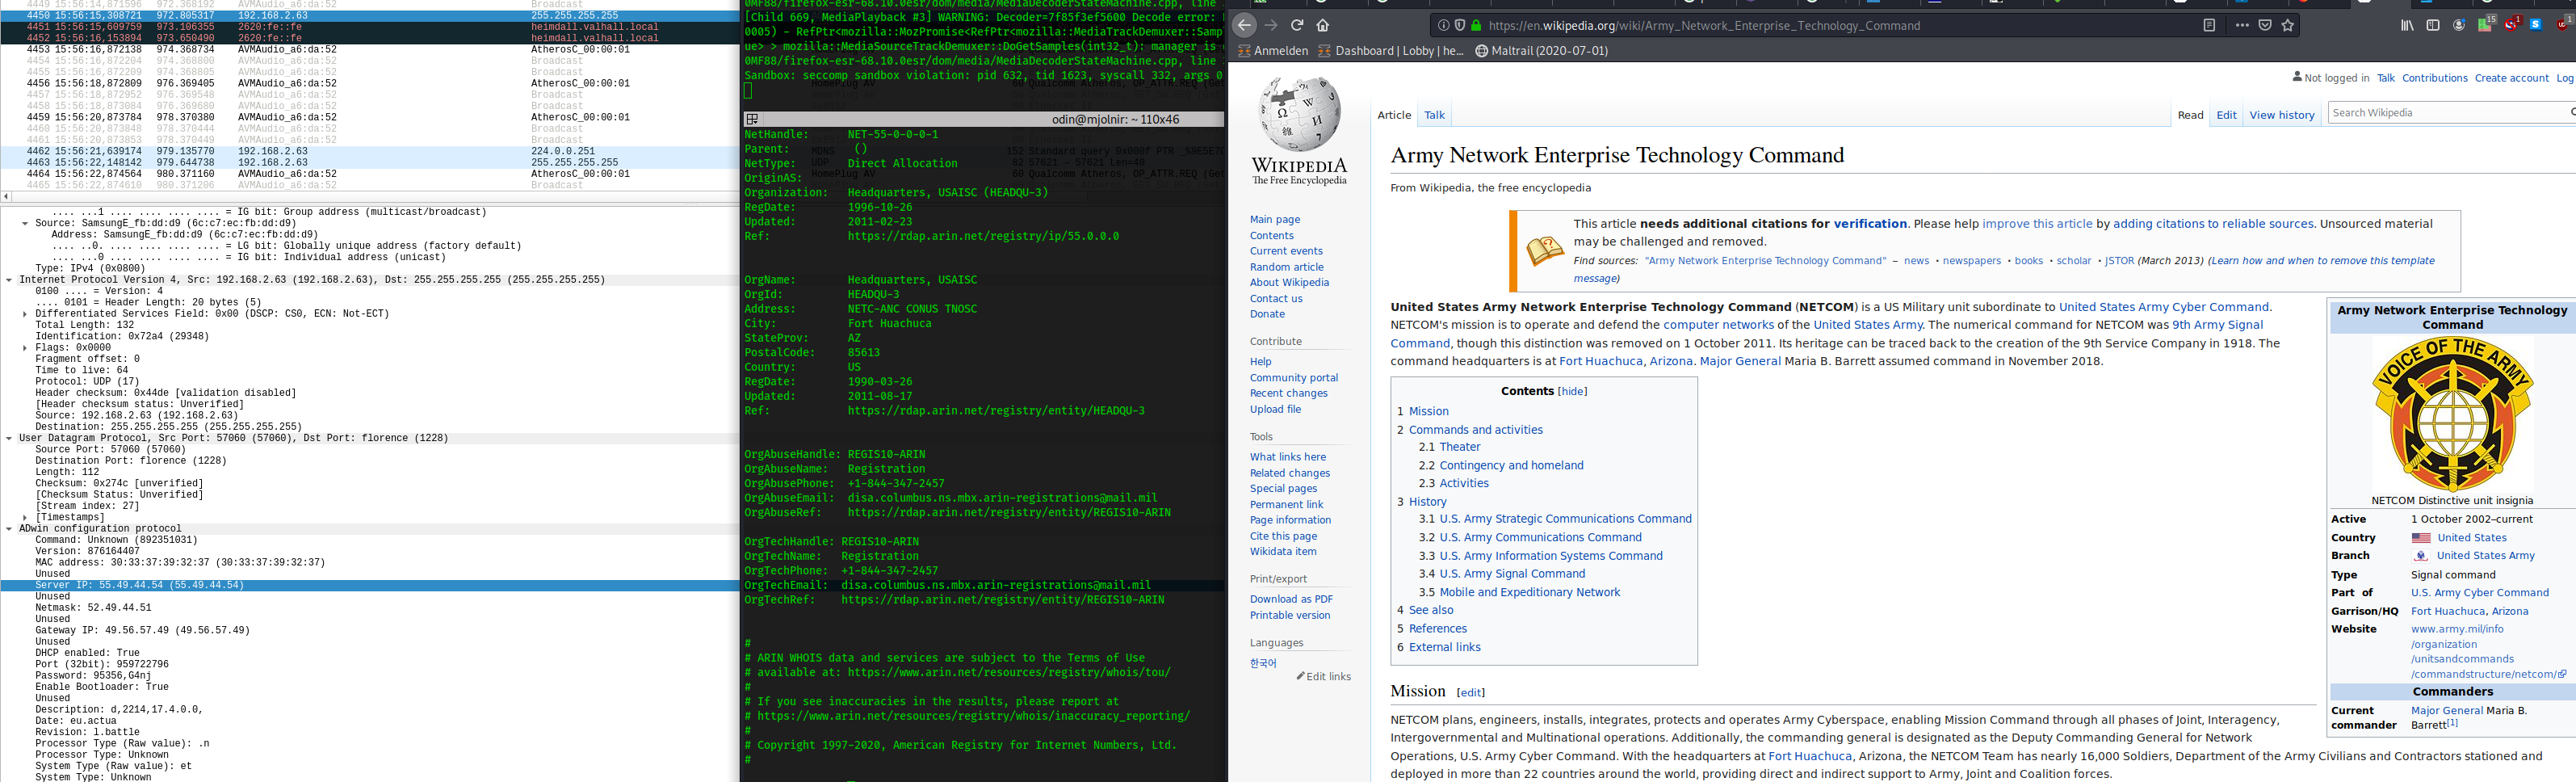 4449 15:56:14,871596 972.368192 AVMAudio_a6:da:52 Broadcast
4450 15:56:15,308721 972.805317 192.168.2.63 255.255.255.255
4451 15:56:15,609759 973.106355 2620:fe::fe heimdall.valhall.local
4452 15:56:16,153894 973.650490 2620:fe::fe heimdall.valhall.local
4453 15:56:16,872138 974.368734 AVMAudio_a6:da:52 AtherosC_00:00:01
4454 15:56:16,872204 974.368800 AVMAudio_a6:da:52 Broadcast
4455 15:56:16,872209 974.368805 AVMAudio_a6:da:52 Broadcast
4456 15:56:18,872809 976.369405 AVMAudio_a6:da:52 AtherosC_00:00:01
4457 15:56:18,872952 976.369548 AVMAudio_a6:da:52 Broadcast
4458 15:56:18,873084 976.369680 AVMAudio_a6:da:52 Broadcast
4459 15:56:20,873784 978.370380 AVMAudio_a6:da:52 AtherosC_00:00:01
4460 15:56:20,873848 978.370444 AVMAudio_a6:da:52 Broadcast
4461 15:56:20,873853 978.370449 AVMAudio_a6:da:52 Broadcast
4462 15:56:21,639174 979.135770 192.168.2.63 224.0.0.251
4463 15:56:22,148142 979.644738 192.168.2.63 255.255.255.255
4464 15:56:22,874564 980.371160 AVMAudio_a6:da:52 AtherosC_00:00:01
4465 15:56:22,874610 980.371206 AVMAudio_a6:da:52 Broadcast
.... ...1 .... .... .... .... = IG bit: Group address (multicast/broadcast)
Source: SamsungE_fb:dd:d9 (6c:c7:ec:fb:dd:d9)
Address: SamsungE_fb:dd:d9 (6c:c7:ec:fb:dd:d9)
.... ..0. .... .... .... .... = LG bit: Globally unique address (factory default)
.... ...0 .... .... .... .... = IG bit: Individual address (unicast)
Type: IPv4 (0x0800)
Internet Protocol Version 4, Src: 192.168.2.63 (192.168.2.63), Dst: 255.255.255.255 (255.255.255.255)
0100 .... = Version: 4
.... 0101 = Header Length: 20 bytes (5)
Differentiated Services Field: 0x00 (DSCP: CS0, ECN: Not-ECT)
Total Length: 132
Identification: 0x72a4 (29348)
Flags: 0x0000
Fragment offset: 0
Time to live: 64
Protocol: UDP (17)
Header checksum: 0x44de [validation disabled]
[Header checksum status: Unverified]
Source: 192.168.2.63 (192.168.2.63)
Destination: 255.255.255.255 (255.255.255.255)
User Datagram Protocol, Src Port: 57060 (57060), Dst Port: florence (1228)
Source Port: 57060 (57060)
Destination Port: florence (1228)
Length: 112
Checksum: 0x274c [unverified]
[Checksum Status: Unverified]
[Stream index: 27]
[Timestamps]
ADwin configuration protocol
Command: Unknown (892351031)
Version: 876164407
MAC address: 30:33:37:39:32:37 (30:33:37:39:32:37)
Unused
Server IP: 55.49.44.54 (55.49.44.54)
Unused
Netmask: 52.49.44.51
Unused
Gateway IP: 49.56.57.49 (49.56.57.49)
Unused
DHCP enabled: True
Port (32bit): 959722796
Password: 95356,G4nj
Enable Bootloader: True
Unused
Description: d,2214,17.4.0.0,
Date: eu.actua
Revision: l.battle
Processor Type (Raw value): .n
Processor Type: Unknown
System Type (Raw value): et
System Type: Unknown
0MF88/firefox-esr-68.10.0esr/dom/media/MediaDecoderStateMachine.cpp, line
[Child 669, MediaPlayback #3] WARNING: Decoder=7f85f3ef5600 Decode error:
0005) - RefPtr<mozilla::MozPromise<RefPtr<mozilla::MediaTrackDemuxer::Samp
ue> > mozilla::MediaSourceTrackDemuxer::DoGetSamples(int32_t): manager is
0MF88/firefox-esr-68.10.0esr/dom/media/MediaDecoderStateMachine.cpp, line
Sandbox: seccomp sandbox violation: pid 632, tid 1623, syscall 332, args 0
odin@mjolnir: ~ 110x46
NetHandle: NET-55-0-0-0-1
Parent: ()
NetType: Direct Allocation
OriginAS:
Organization: Headquarters, USAISC (HEADQU-3)
RegDate: 1996-10-26
Updated: 2011-02-23
Ref: https://rdap.arin.net/registry/ip/55.0.0.0
OrgName: Headquarters, USAISC
OrgId: HEADQU-3
Address: NETC-ANC CONUS TNOSC
City: Fort Huachuca
StateProv: AZ
PostalCode: 85613
Country: US
RegDate: 1990-03-26
Updated: 2011-08-17
Ref: https://rdap.arin.net/registry/entity/HEADQU-3
OrgAbuseHandle: REGIS10-ARIN
OrgAbuseName: Registration
OrgAbusePhone: +1-844-347-2457
OrgAbuseEmail: disa.columbus.ns.mbx.arin-registrations@mail.mil
OrgAbuseRef: https://rdap.arin.net/registry/entity/REGIS10-ARIN
OrgTechHandle: REGIS10-ARIN
OrgTechName: Registration
OrgTechPhone: +1-844-347-2457
OrgTechEmail: disa.columbus.ns.mbx.arin-registrations@mail.mil
OrgTechRef: https://rdap.arin.net/registry/entity/REGIS10-ARIN
#
# ARIN WHOIS data and services are subject to the Terms of Use
# available at: https://www.arin.net/resources/registry/whois/tou/
#
# If you see inaccuracies in the results, please report at
# https://www.arin.net/resources/registry/whois/inaccuracy_reporting/
#
# Copyright 1997-2020, American Registry for Internet Numbers, Ltd.
#
https://en.wikipedia.org/wiki/Army_Network_Enterprise_Technology_Command
15
1
Anmelden
Dashboard | Lobby | he...
Maltrail (2020-07-01)
Not logged in Talk Contributions Create account Log
WIKIPEDIA
The Free Encyclopedia
Main page
Contents
Current events
Random article
About Wikipedia
Contact us
Donate
Contribute
Help
Community portal
Recent changes
Upload file
Tools
What links here
Related changes
Special pages
Permanent link
Page information
Cite this page
Wikidata item
Print/export
Download as PDF
Printable version
Languages
한국어
Edit links
Article Talk
Read Edit View history
Search Wikipedia
Army Network Enterprise Technology Command
From Wikipedia, the free encyclopedia
This article needs additional citations for verification. Please help improve this article by adding citations to reliable sources. Unsourced material
may be challenged and removed.
Find sources: "Army Network Enterprise Technology Command" – news · newspapers · books · scholar · JSTOR (March 2013) (Learn how and when to remove this template
message)
United States Army Network Enterprise Technology Command (NETCOM) is a US Military unit subordinate to United States Army Cyber Command.
NETCOM's mission is to operate and defend the computer networks of the United States Army. The numerical command for NETCOM was 9th Army Signal
Command, though this distinction was removed on 1 October 2011. Its heritage can be traced back to the creation of the 9th Service Company in 1918. The
command headquarters is at Fort Huachuca, Arizona. Major General Maria B. Barrett assumed command in November 2018.
Contents [hide]
1 Mission
2 Commands and activities
2.1 Theater
2.2 Contingency and homeland
2.3 Activities
3 History
3.1 U.S. Army Strategic Communications Command
3.2 U.S. Army Communications Command
3.3 U.S. Army Information Systems Command
3.4 U.S. Army Signal Command
3.5 Mobile and Expeditionary Network
4 See also
5 References
6 External links
Mission [edit]
NETCOM plans, engineers, installs, integrates, protects and operates Army Cyberspace, enabling Mission Command through all phases of Joint, Interagency,
Intergovernmental and Multinational operations. Additionally, the commanding general is designated as the Deputy Commanding General for Network
Operations, U.S. Army Cyber Command. With the headquarters at Fort Huachuca, Arizona, the NETCOM Team has nearly 16,000 Soldiers, Department of the Army Civilians and Contractors stationed and
deployed in more than 22 countries around the world, providing direct and indirect support to Army, Joint and Coalition forces.
Army Network Enterprise Technology
Command
VOICE OF THE ARMY
NETCOM Distinctive unit insignia
Active 1 October 2002–current
Country United States
Branch United States Army
Type Signal command
Part of U.S. Army Cyber Command
Garrison/HQ Fort Huachuca, Arizona
Website www.army.mil/info
/organization
/unitsandcommands
/commandstructure/netcom/
Commanders
Current Major General Maria B.
commander Barrett[1]